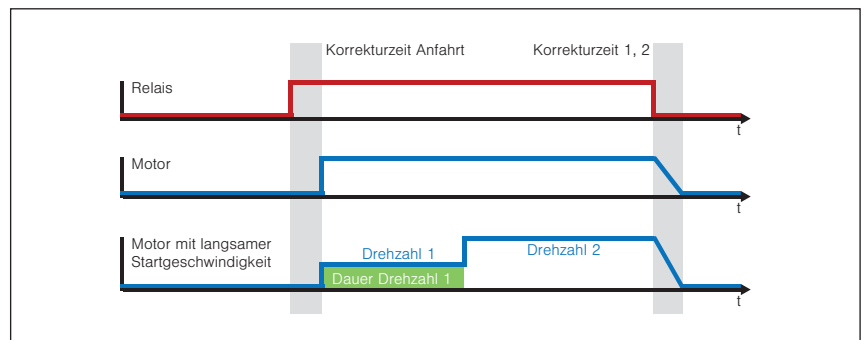 Korrekturzeit Anfahrt
Korrekturzeit 1, 2
Relais
t
Motor
t
Motor mit langsamer
Startgeschwindigkeit
Drehzahl 1
Drehzahl 2
Dauer Drehzahl 1
t